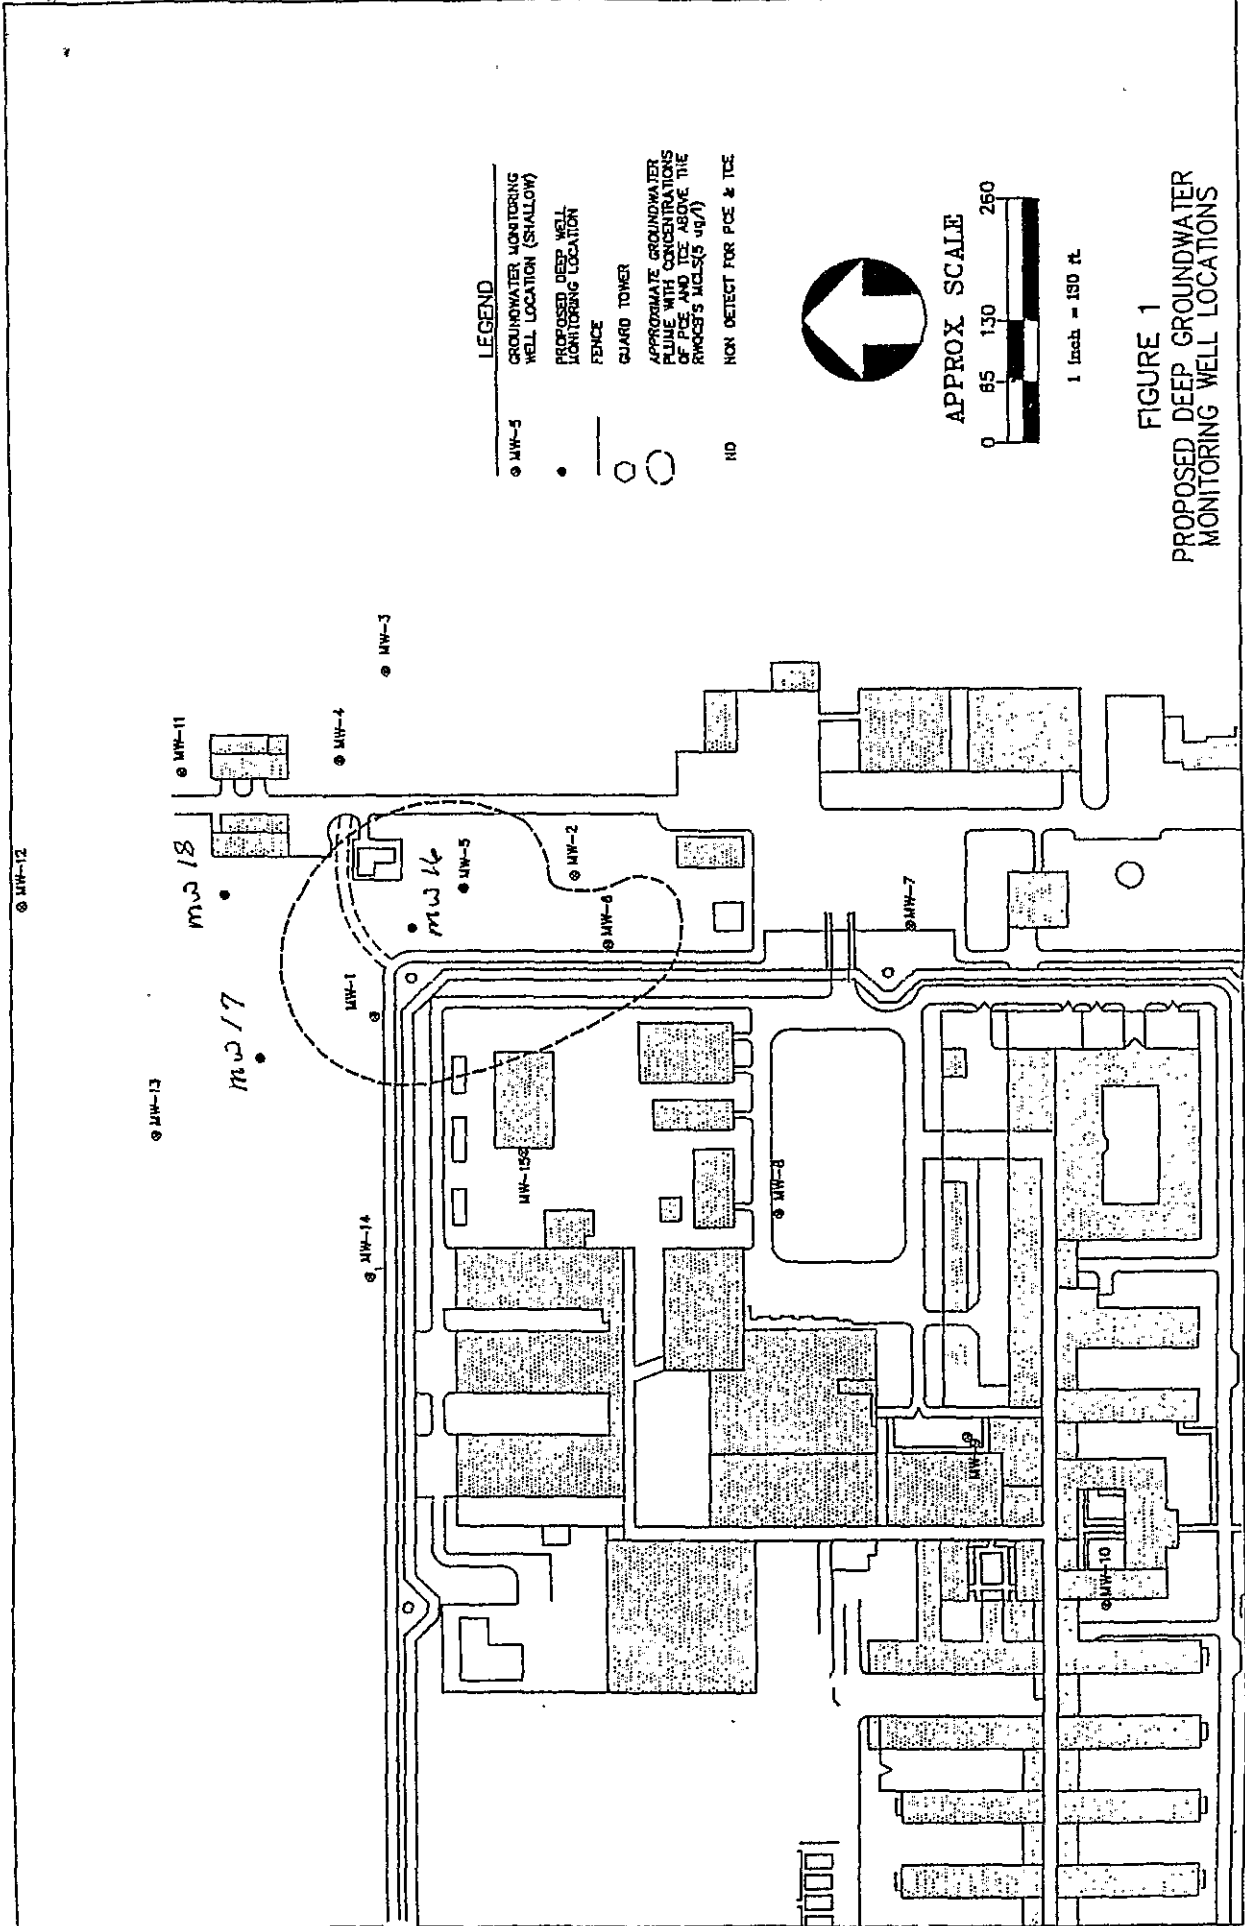 MW-12
MW-11
MW-3
MW-4
mw 18
mw 17
MW-13
MW-1
mw 16
MW-5
MW-2
MW-6
MW-7
MW-14
MW-15
MW-8
MW-9
MW-10
LEGEND
MW-5
GROUNDWATER MONITORING
WELL LOCATION (SHALLOW)
PROPOSED DEEP WELL
MONITORING LOCATION
FENCE
GUARD TOWER
APPROXIMATE GROUNDWATER
PLUME WITH CONCENTRATIONS
OF PCE AND TCE ABOVE THE
RWQCB'S MCLS(5 ug/l)
ND
NON DETECT FOR PCE & TCE
APPROX SCALE
0 65 130 260
1 inch = 130 ft.
FIGURE 1
PROPOSED DEEP GROUNDWATER
MONITORING WELL LOCATIONS